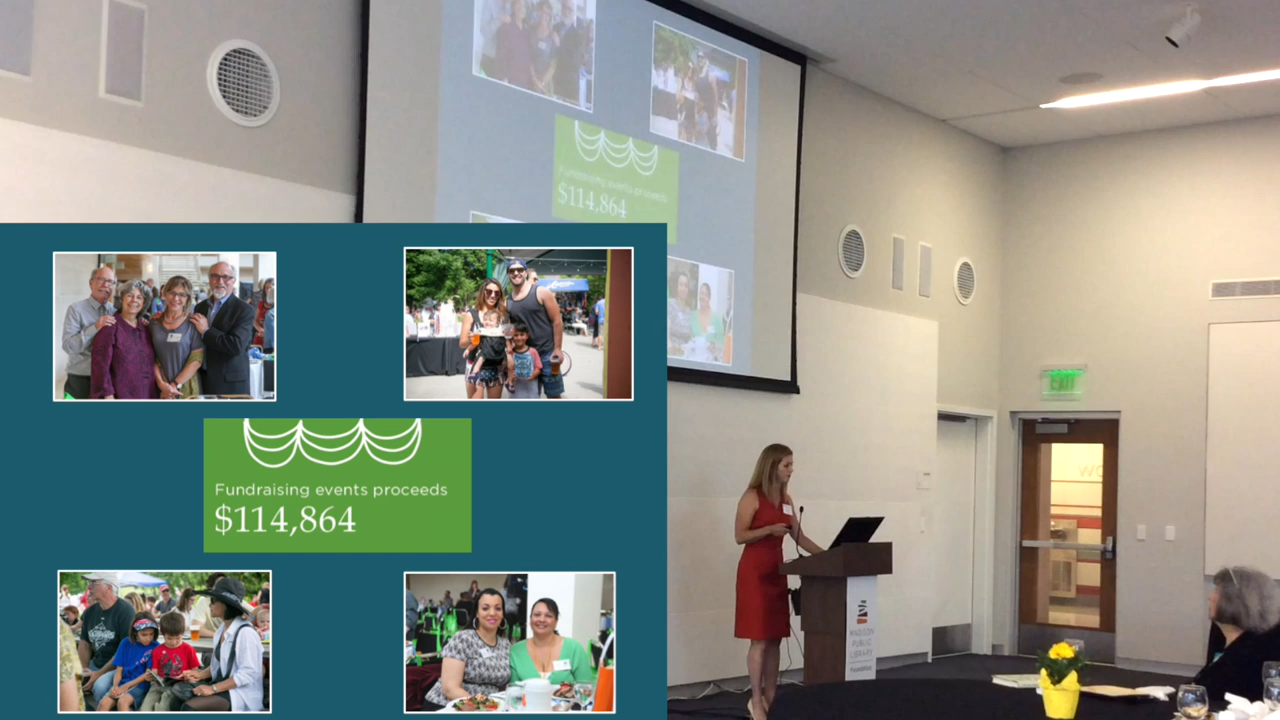 Fundraising events proceeds
$114,864
Fundraising events proceeds
$114,864
EXIT
MADISON
PUBLIC
LIBRARY
Foundation